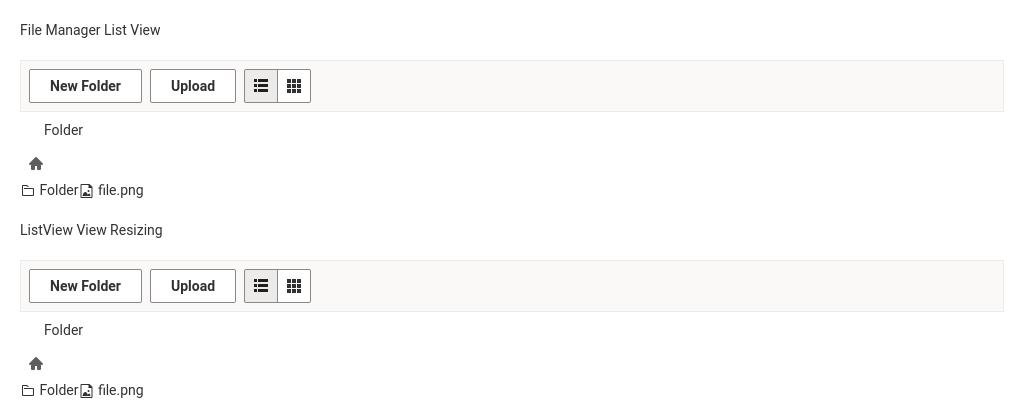 File Manager List View
New Folder Upload
Folder
Folder file.png
ListView View Resizing
New Folder Upload
Folder
Folder file.png